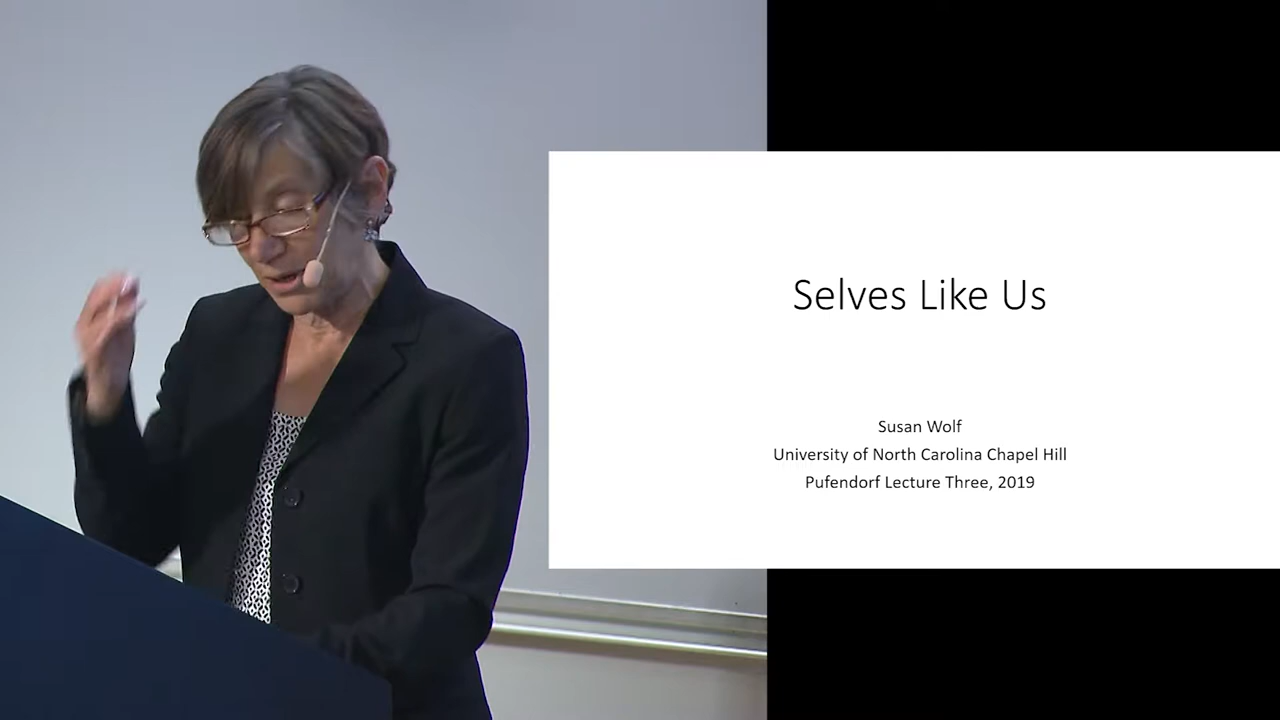 Selves Like Us
Susan Wolf
University of North Carolina Chapel Hill
Pufendorf Lecture Three, 2019